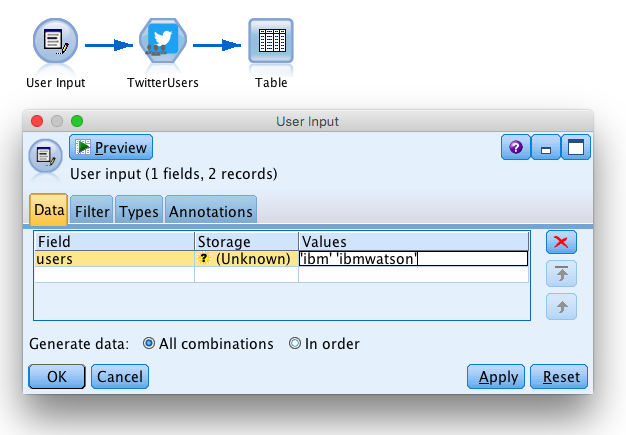 User Input TwitterUsers Table
User Input
Preview
?
User input (1 fields, 2 records)
Data Filter Types Annotations
Field Storage Values
users ? (Unknown) 'ibm' 'ibmwatson'
Generate data: All combinations In order
OK Cancel Apply Reset